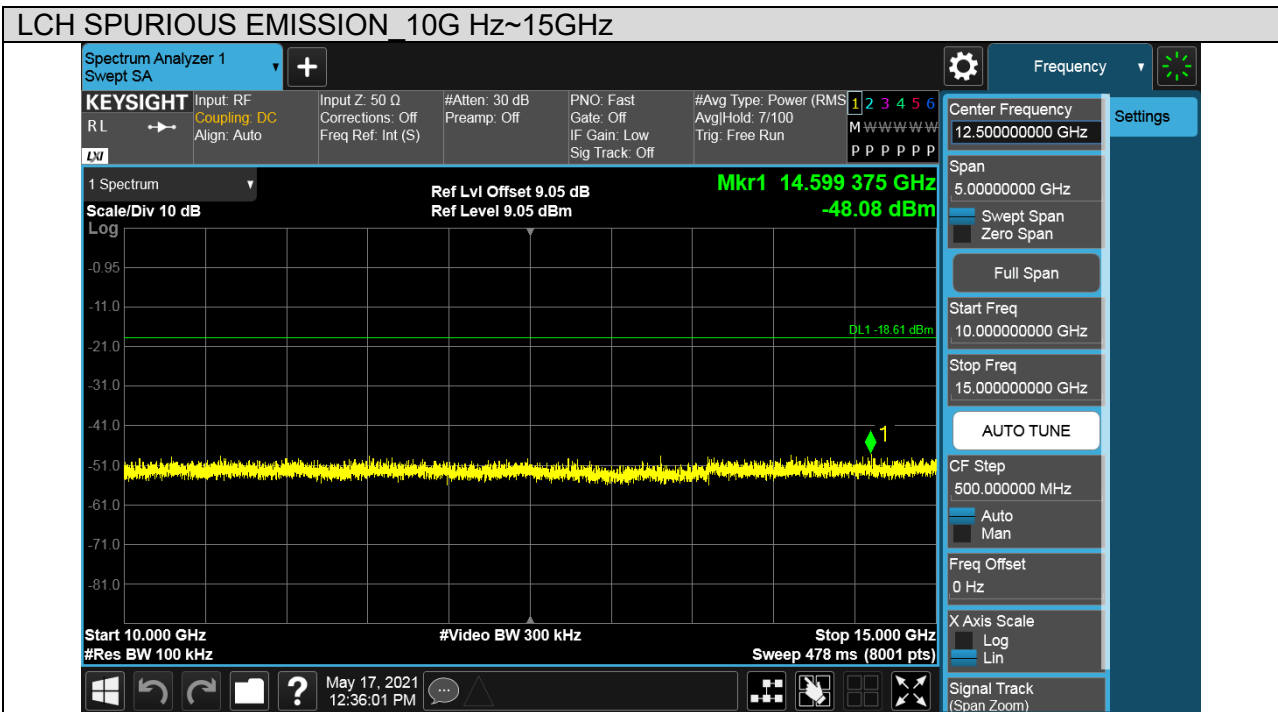 LCH SPURIOUS EMISSION_10G Hz~15GHz
Spectrum Analyzer 1
Swept SA
Frequency
KEYSIGHT
RL
LXI
Input: RF
Coupling: DC
Align: Auto
Input Z: 50 Ω
Corrections: Off
Freq Ref: Int (S)
#Atten: 30 dB
Preamp: Off
PNO: Fast
Gate: Off
IF Gain: Low
Sig Track: Off
#Avg Type: Power (RMS
Avg|Hold: 7/100
Trig: Free Run
1 2 3 4 5 6
M W W W W W
P P P P P P
1 Spectrum
Scale/Div 10 dB
Log
Ref Lvl Offset 9.05 dB
Ref Level 9.05 dBm
Mkr1 14.599 375 GHz
-48.08 dBm
-0.95
-11.0
DL1 -18.61 dBm
-21.0
-31.0
-41.0
1
-51.0
-61.0
-71.0
-81.0
Start 10.000 GHz
#Video BW 300 kHz
Stop 15.000 GHz
#Res BW 100 kHz
Sweep 478 ms (8001 pts)
May 17, 2021
12:36:01 PM
Center Frequency
12.500000000 GHz
Settings
Span
5.00000000 GHz
Swept Span
Zero Span
Full Span
Start Freq
10.000000000 GHz
Stop Freq
15.000000000 GHz
AUTO TUNE
CF Step
500.000000 MHz
Auto
Man
Freq Offset
0 Hz
X Axis Scale
Log
Lin
Signal Track
(Span Zoom)